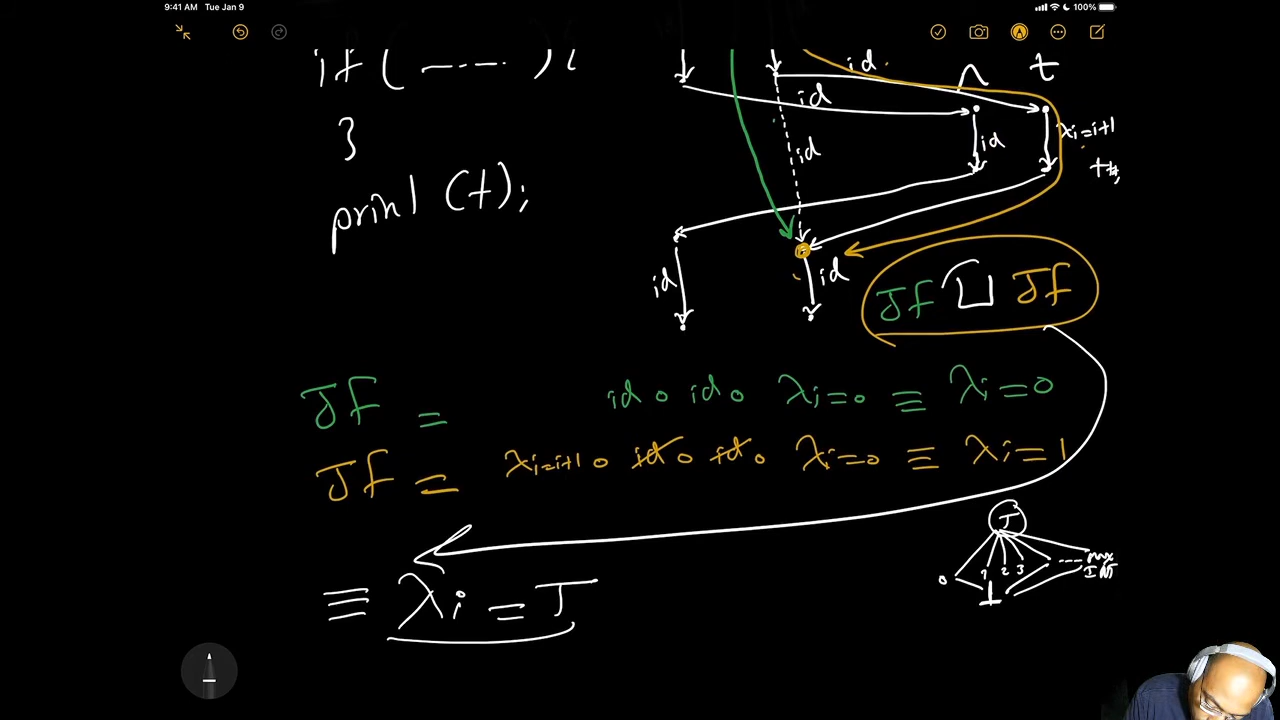 9:41 AM Tue Jan 9
100%
if ( ----- ) {
}
print (t);
id
id
id
t
id
λi=i+1
id
id
Jf ⊔ Jf
Jf = id ∘ id ∘ λi=0 ≡ λi=0
Jf = λi=i+1 ∘ id ∘ id ∘ λi=0 ≡ λi=1
≡ λi = T
T
0 1 2 3 ---- max
INT
⊥